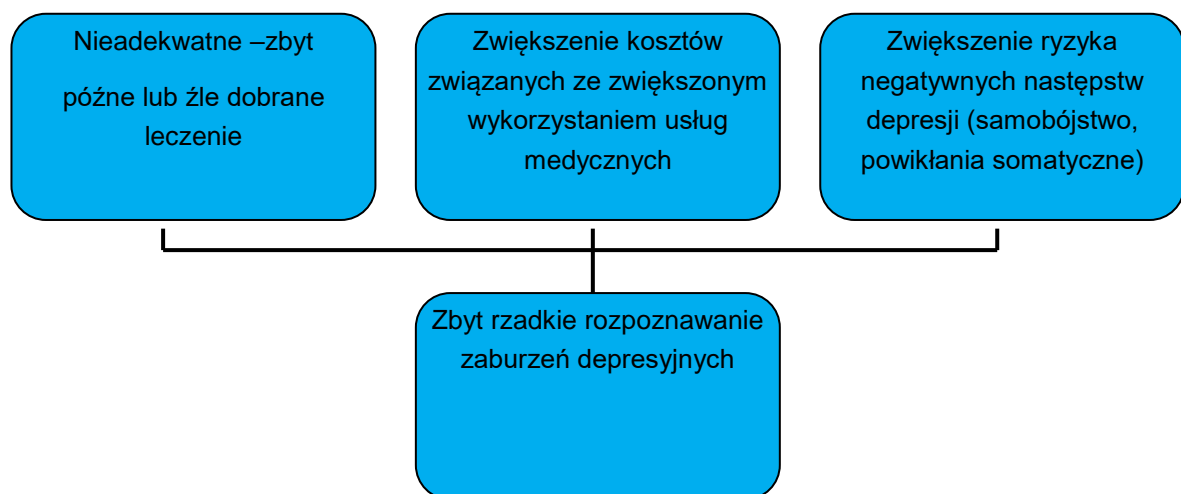 Nieadekwatne –zbyt
późne lub źle dobrane
leczenie
Zwiększenie kosztów
związanych ze zwiększonym
wykorzystaniem usług
medycznych
Zwiększenie ryzyka
negatywnych następstw
depresji (samobójstwo,
powikłania somatyczne)
Zbyt rzadkie rozpoznawanie
zaburzeń depresyjnych